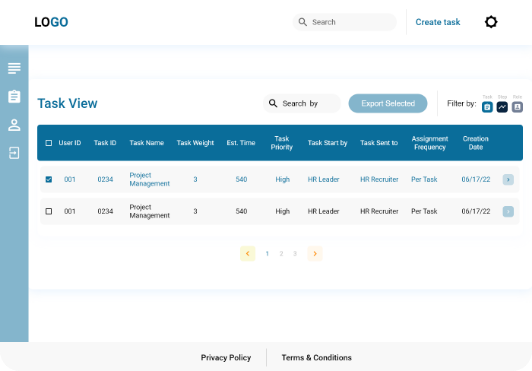 LOGO
Search
Create task
Task View
Search by
Export Selected
Filter by:
Task
User ID
Task ID
Task Name
Task Weight
Est. Time
Task
Priority
Task Start by
Task Sent to
Assignment
Frequency
Creation
Date
001
0234
Project
Management
3
540
High
HR Leader
HR Recruiter
Per Task
06/17/22
001
0234
Project
Management
3
540
High
HR Leader
HR Recruiter
Per Task
06/17/22
1 2 3
Privacy Policy
Terms & Conditions